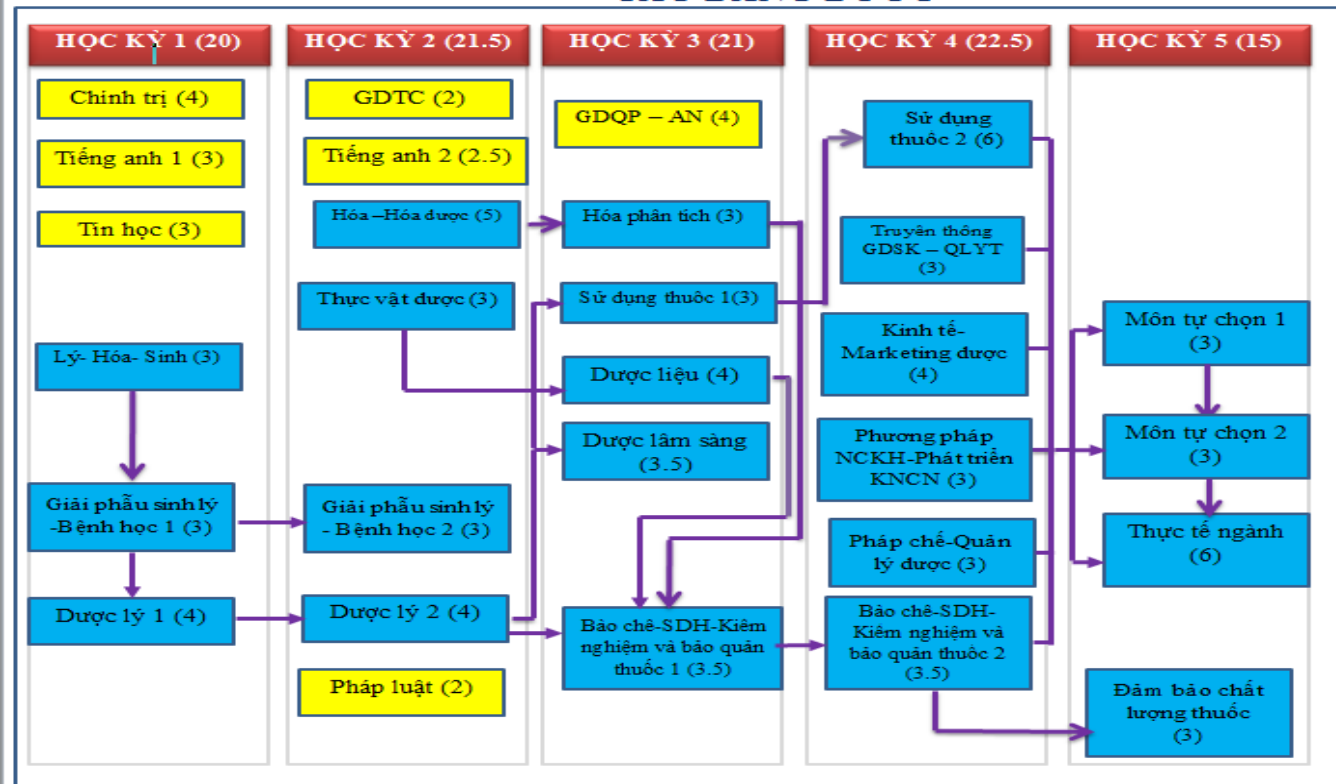 HỌC KỲ 1 (20)
Chính trị (4)
Tiếng anh 1 (3)
Tin học (3)
Lý- Hóa- Sinh (3)
Giải phẫu sinh lý
-Bệnh học 1 (3)
Dược lý 1 (4)
HỌC KỲ 2 (21.5)
GDTC (2)
Tiếng anh 2 (2.5)
Hóa –Hóa dược (5)
Thực vật dược (3)
Giải phẫu sinh lý
- Bệnh học 2 (3)
Dược lý 2 (4)
Pháp luật (2)
HỌC KỲ 3 (21)
GDQP – AN (4)
Hóa phân tích (3)
Sử dụng thuốc 1(3)
Dược liệu (4)
Dược lâm sàng
(3.5)
Bào chê-SDH-Kiêm
nghiệm và bảo quản
thuốc 1 (3.5)
HỌC KỲ 4 (22.5)
Sử dụng
thuốc 2 (6)
Truyên thông
GDSK – QLYT
(3)
Kinh tế-
Marketing dược
(4)
Phương pháp
NCKH-Phát triển
KNCN (3)
Pháp chế-Quản
lý dược (3)
Bào chê-SDH-
Kiêm nghiệm và
bảo quản thuốc 2
(3.5)
HỌC KỲ 5 (15)
Môn tự chọn 1
(3)
Môn tự chọn 2
(3)
Thực tế ngành
(6)
Đảm bảo chất
lượng thuốc
(3)